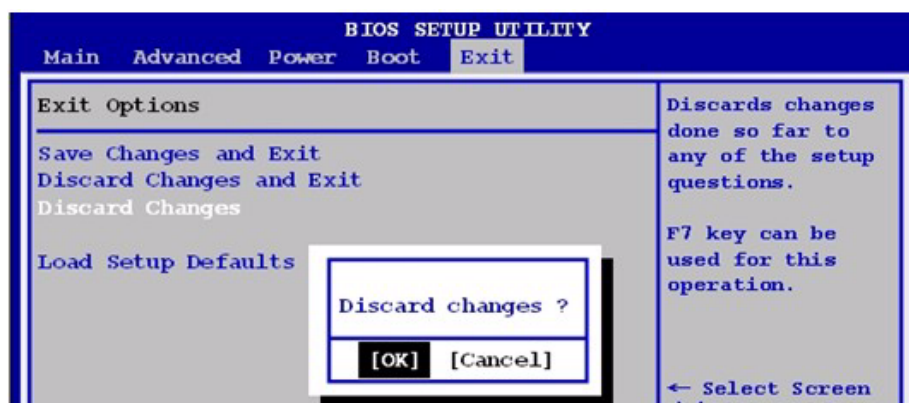 BIOS SETUP UTILITY
Main Advanced Power Boot Exit
Exit Options
Save Changes and Exit
Discard Changes and Exit
Discard Changes
Load Setup Defaults
Discard changes ?
[OK] [Cancel]
Discards changes
done so far to
any of the setup
questions.
F7 key can be
used for this
operation.
← Select Screen